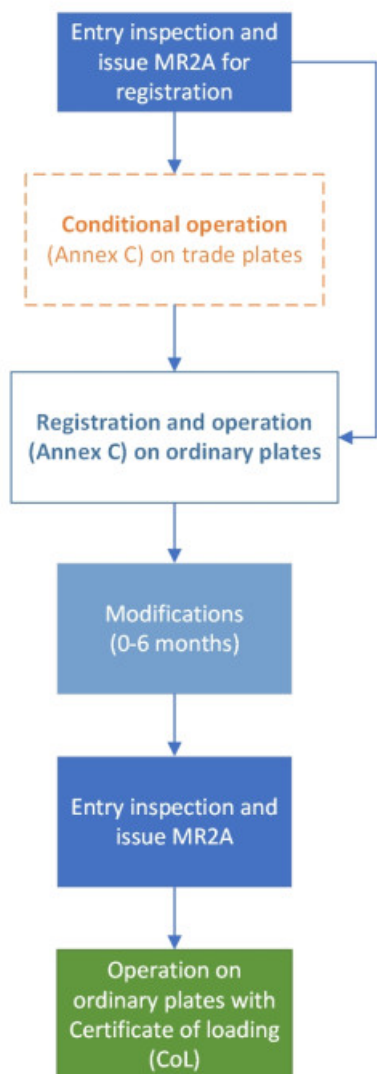 Entry inspection and
issue MR2A for
registration
Conditional operation
(Annex C) on trade plates
Registration and operation
(Annex C) on ordinary plates
Modifications
(0-6 months)
Entry inspection and
issue MR2A
Operation on
ordinary plates with
Certificate of loading
(CoL)